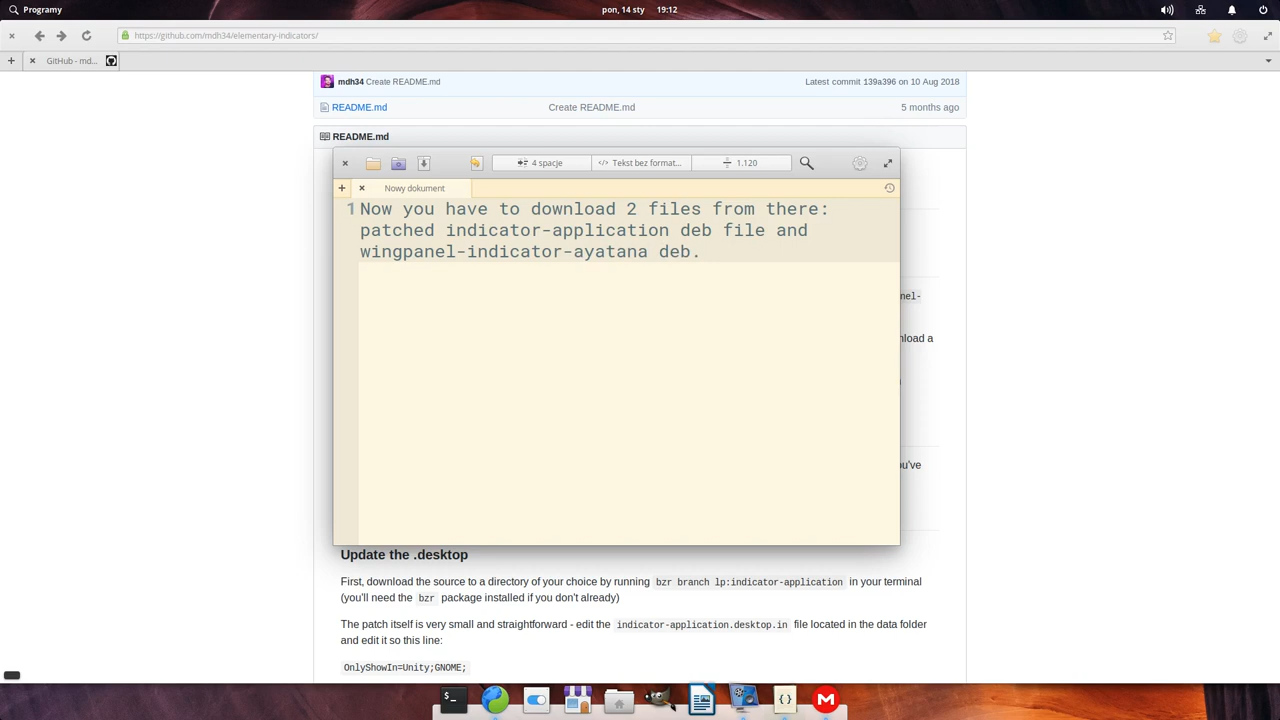 Programy
pon, 14 sty 19:12
https://github.com/mdh34/elementary-indicators/
GitHub - md...
mdh34 Create README.md
Latest commit 139a396 on 10 Aug 2018
README.md Create README.md 5 months ago
README.md
4 spacje
</> Tekst bez format...
1.120
Nowy dokument
1 Now you have to download 2 files from there:
patched indicator-application deb file and
wingpanel-indicator-ayatana deb.
nel-
nload a
ou've
Update the .desktop
First, download the source to a directory of your choice by running bzr branch lp:indicator-application in your terminal
(you'll need the bzr package installed if you don't already)
The patch itself is very small and straightforward - edit the indicator-application.desktop.in file located in the data folder
and edit it so this line:
OnlyShowIn=Unity;GNOME;